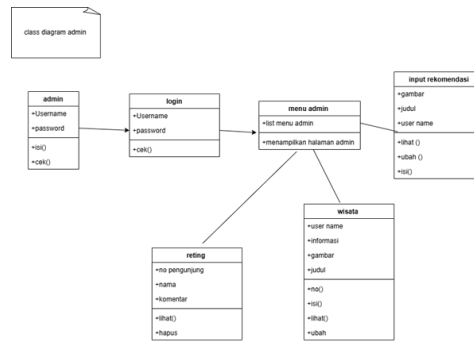 class diagram admin
admin
+Username
+password
+isi()
+cek()
login
+Username
+password
+cek()
menu admin
+list menu admin
+menampilkan halaman admin
input rekomendasi
+gambar
+judul
+user name
+lihat ()
+ubah ()
+isi()
reting
+no pengunjung
+nama
+komentar
+lihat()
+hapus
wisata
+user name
+informasi
+gambar
+judul
+no()
+isi()
+lihat()
+ubah